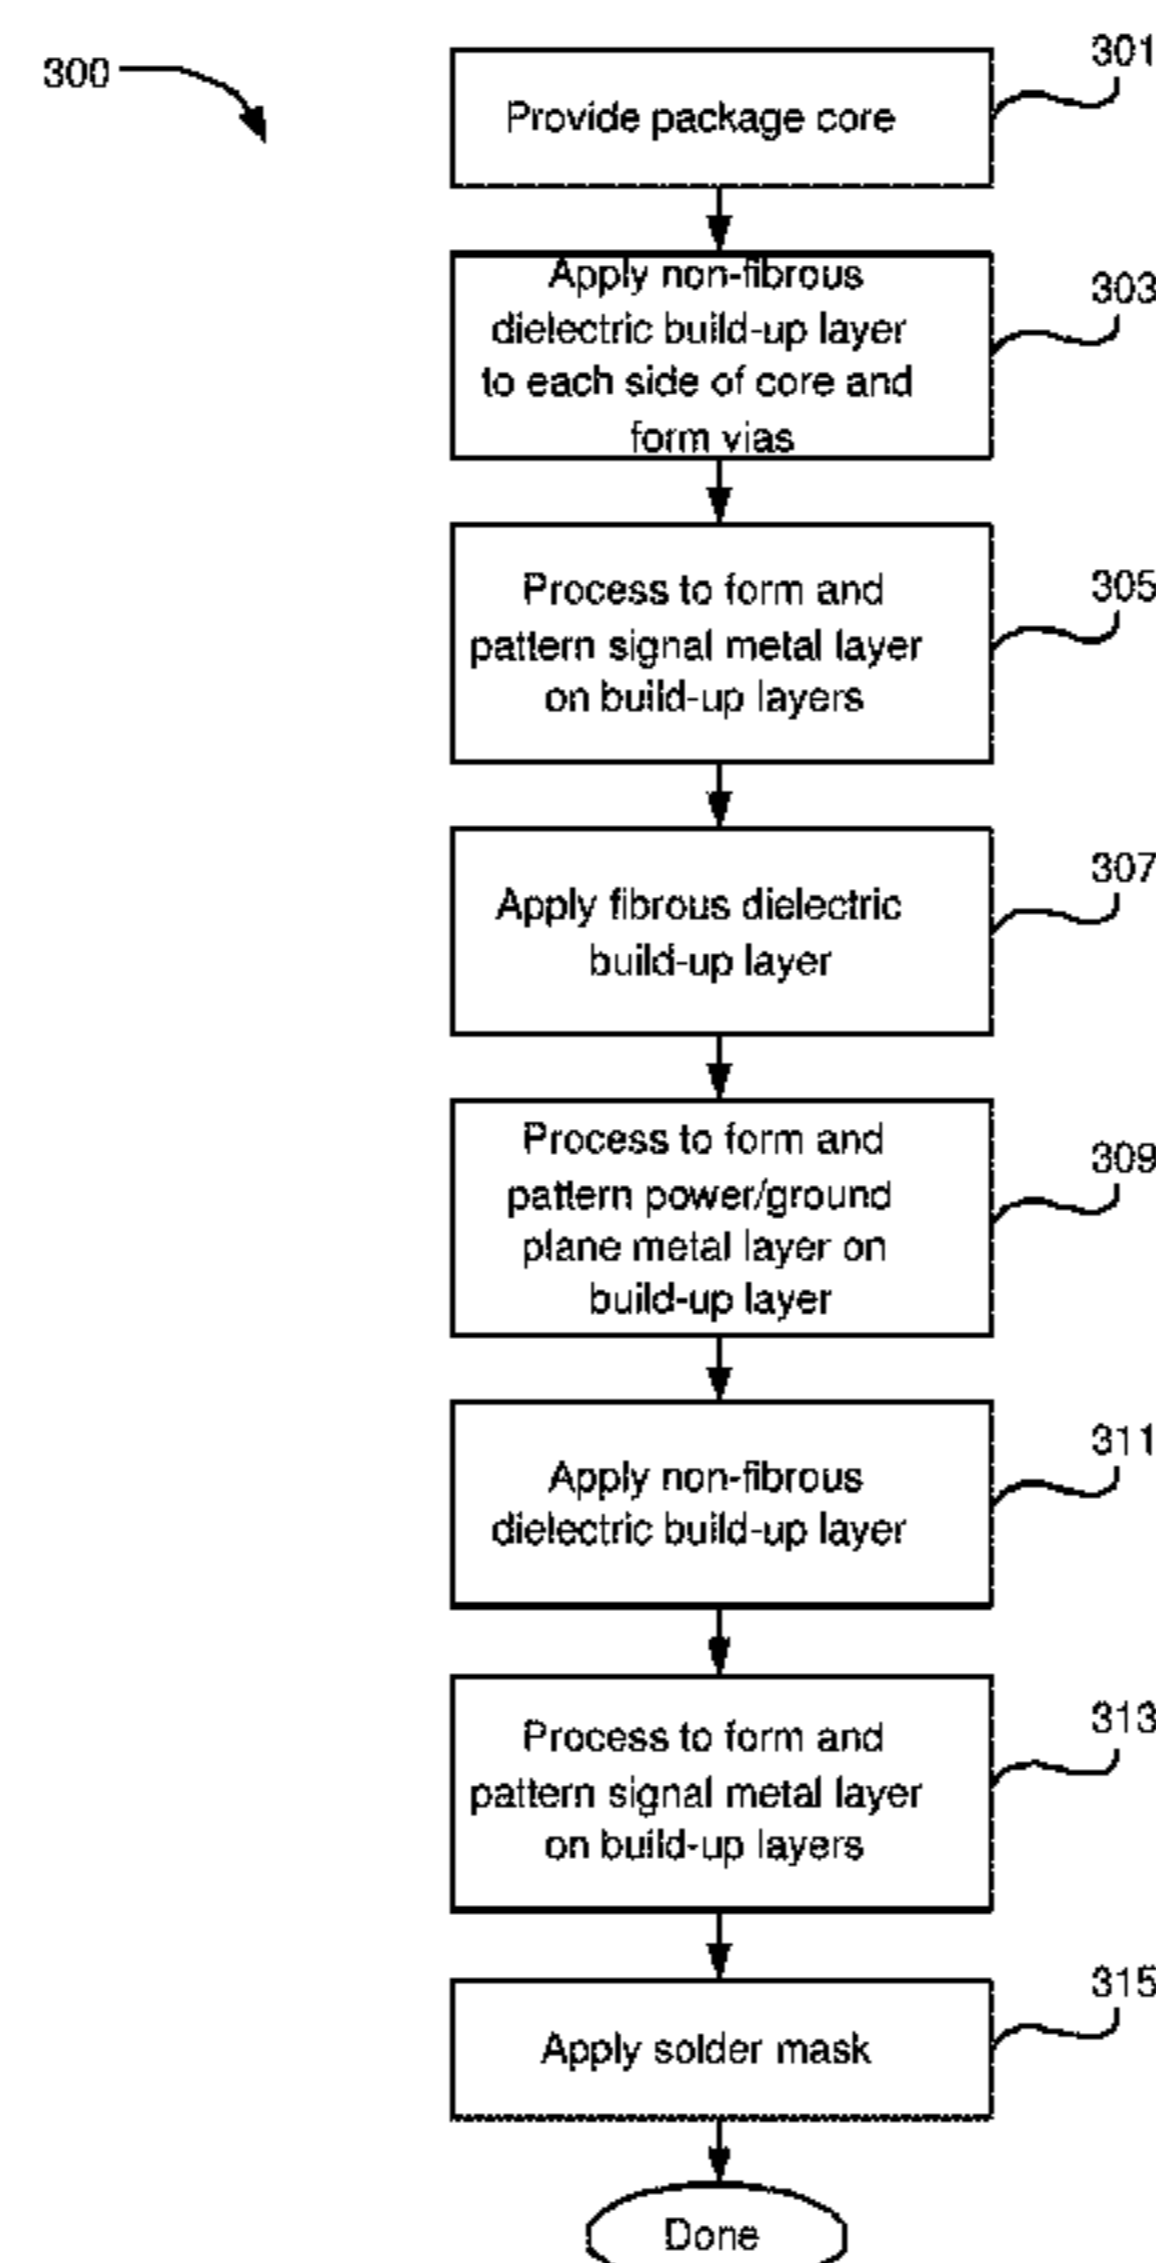 300
301
Provide package core
303
Apply non-fibrous
dielectric build-up layer
to each side of core and
form vias
305
Process to form and
pattern signal metal layer
on build-up layers
307
Apply fibrous dielectric
build-up layer
309
Process to form and
pattern power/ground
plane metal layer on
build-up layer
311
Apply non-fibrous
dielectric build-up layer
313
Process to form and
pattern signal metal layer
on build-up layers
315
Apply solder mask
Done